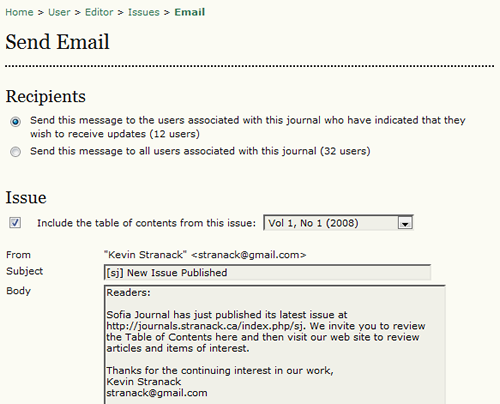 Home > User > Editor > Issues > Email
Send Email
Recipients
Send this message to the users associated with this journal who have indicated that they
wish to receive updates (12 users)
Send this message to all users associated with this journal (32 users)
Issue
Include the table of contents from this issue: Vol 1, No 1 (2008)
From "Kevin Stranack" <stranack@gmail.com>
Subject [sj] New Issue Published
Body Readers:
Sofia Journal has just published its latest issue at
http://journals.stranack.ca/index.php/sj. We invite you to review
the Table of Contents here and then visit our web site to review
articles and items of interest.
Thanks for the continuing interest in our work,
Kevin Stranack
stranack@gmail.com